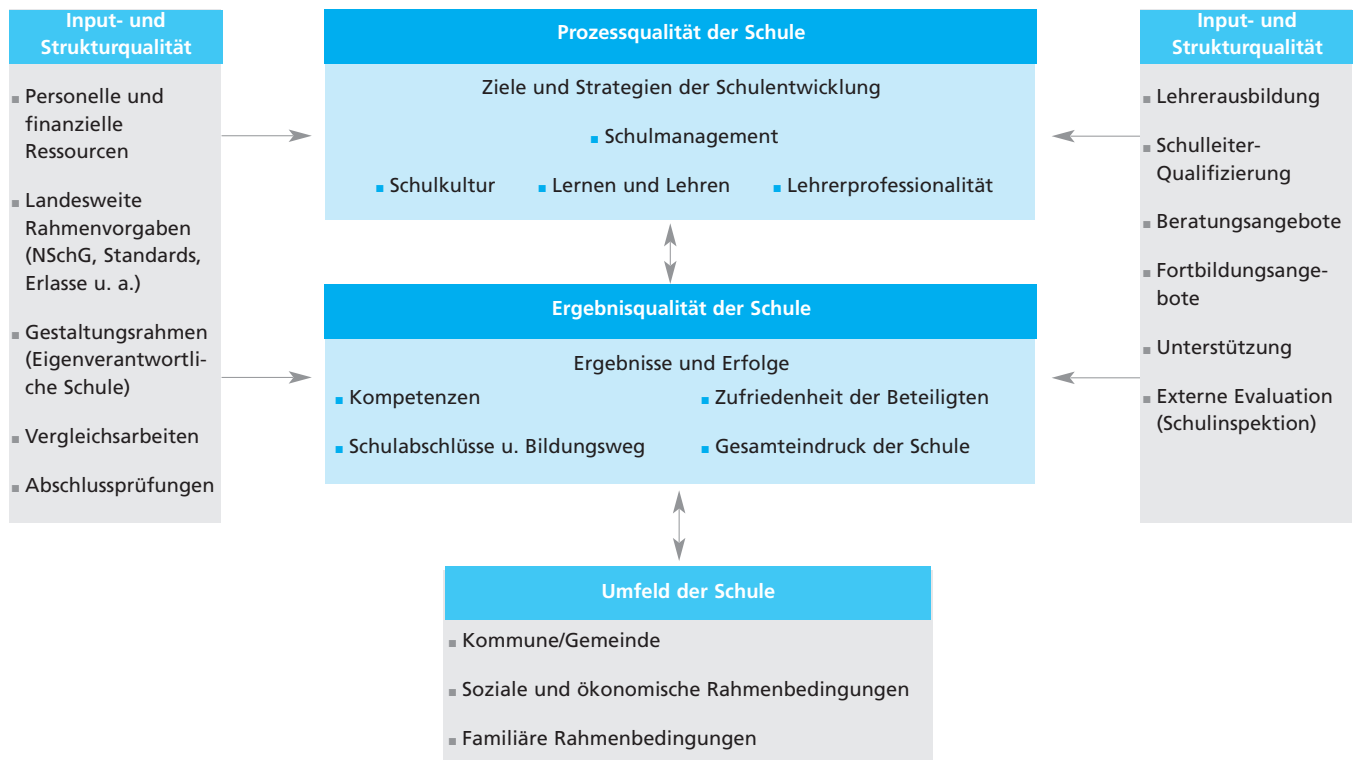 Input- und
Strukturqualität
Personelle und
finanzielle
Ressourcen
Landesweite
Rahmenvorgaben
(NSchG, Standards,
Erlasse u. a.)
Gestaltungsrahmen
(Eigenverantwortli-
che Schule)
Vergleichsarbeiten
Abschlussprüfungen
Prozessqualität der Schule
Ziele und Strategien der Schulentwicklung
Schulmanagement
Schulkultur Lernen und Lehren Lehrerprofessionalität
Ergebnisqualität der Schule
Ergebnisse und Erfolge
Kompetenzen Zufriedenheit der Beteiligten
Schulabschlüsse u. Bildungsweg Gesamteindruck der Schule
Input- und
Strukturqualität
Lehrerausbildung
Schulleiter-
Qualifizierung
Beratungsangebote
Fortbildungsange-
bote
Unterstützung
Externe Evaluation
(Schulinspektion)
Umfeld der Schule
Kommune/Gemeinde
Soziale und ökonomische Rahmenbedingungen
Familiäre Rahmenbedingungen